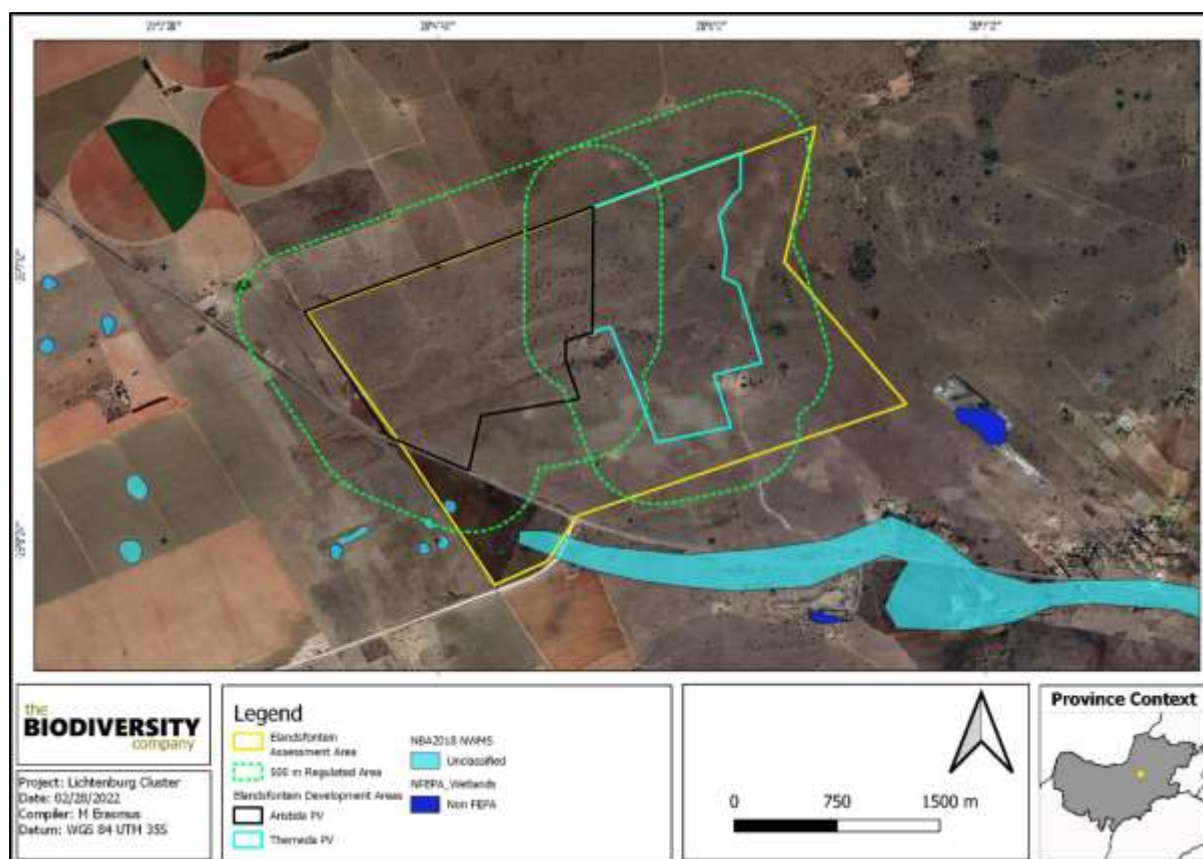 the
BIODIVERSITY
company
Project: Lichtenburg Cluster
Date: 02/28/2022
Compiler: M Erasmus
Datum: WGS 84 UTM 35S
Legend
Elandsfontein
Assessment Area
500 m Regulated Area
Elandsfontein Development Areas
Aristida PV
Themeda PV
NBA2018 NWM5
Unclassified
NFEPA_Wetlands
Non FEPA
0 750 1500 m
Province Context